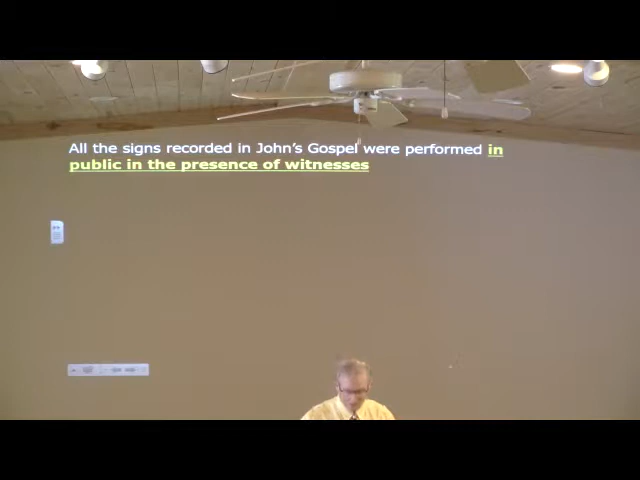 All the signs recorded in John's Gospel were performed in
public in the presence of witnesses